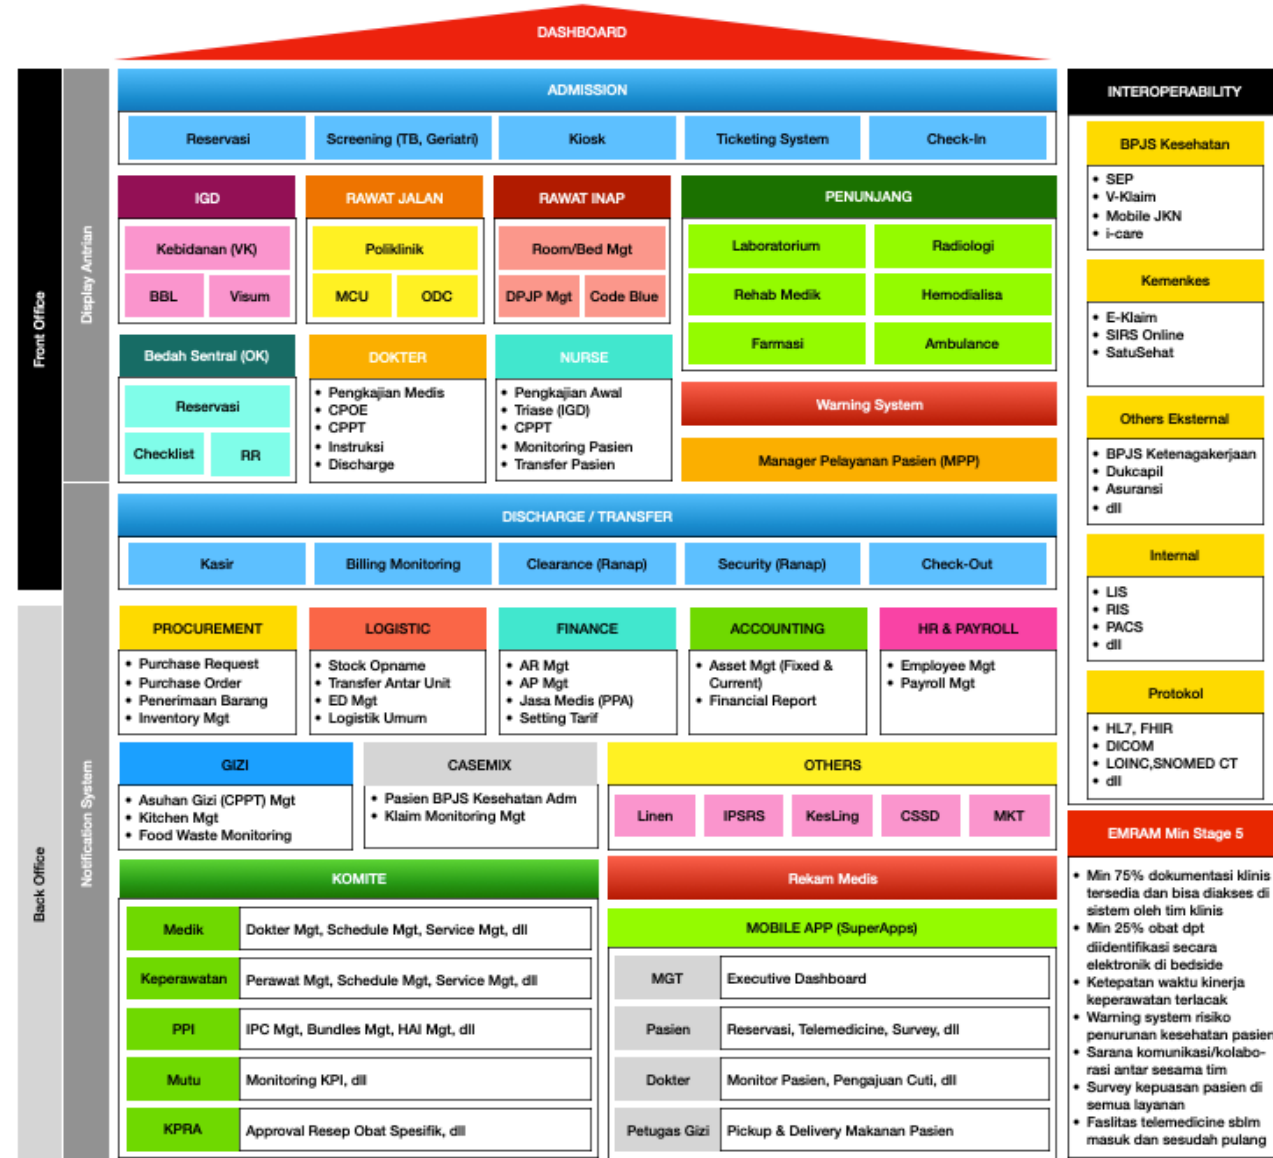 DASHBOARD
Front Office
Display Antrian
ADMISSION
Reservasi
Screening (TB, Geriatri)
Kiosk
Ticketing System
Check-In
IGD
Kebidanan (VK)
BBL
Visum
RAWAT JALAN
Poliklinik
MCU
ODC
RAWAT INAP
Room/Bed Mgt
DPJP Mgt
Code Blue
PENUNJANG
Laboratorium
Radiologi
Rehab Medik
Hemodialisa
Farmasi
Ambulance
Bedah Sentral (OK)
Reservasi
Checklist
RR
DOKTER
• Pengkajian Medis
• CPOE
• CPPT
• Instruksi
• Discharge
NURSE
• Pengkajian Awal
• Triase (IGD)
• CPPT
• Monitoring Pasien
• Transfer Pasien
Warning System
Manager Pelayanan Pasien (MPP)
DISCHARGE / TRANSFER
Kasir
Billing Monitoring
Clearance (Ranap)
Security (Ranap)
Check-Out
Back Office
Notification System
PROCUREMENT
• Purchase Request
• Purchase Order
• Penerimaan Barang
• Inventory Mgt
LOGISTIC
• Stock Opname
• Transfer Antar Unit
• ED Mgt
• Logistik Umum
FINANCE
• AR Mgt
• AP Mgt
• Jasa Medis (PPA)
• Setting Tarif
ACCOUNTING
• Asset Mgt (Fixed &
Current)
• Financial Report
HR & PAYROLL
• Employee Mgt
• Payroll Mgt
GIZI
• Asuhan Gizi (CPPT) Mgt
• Kitchen Mgt
• Food Waste Monitoring
CASEMIX
• Pasien BPJS Kesehatan Adm
• Klaim Monitoring Mgt
OTHERS
Linen
IPSRS
KesLing
CSSD
MKT
KOMITE
Medik
Dokter Mgt, Schedule Mgt, Service Mgt, dll
Keperawatan
Perawat Mgt, Schedule Mgt, Service Mgt, dll
PPI
IPC Mgt, Bundles Mgt, HAI Mgt, dll
Mutu
Monitoring KPI, dll
KPRA
Approval Resep Obat Spesifik, dll
Rekam Medis
MOBILE APP (SuperApps)
MGT
Executive Dashboard
Pasien
Reservasi, Telemedicine, Survey, dll
Dokter
Monitor Pasien, Pengajuan Cuti, dll
Petugas Gizi
Pickup & Delivery Makanan Pasien
INTEROPERABILITY
BPJS Kesehatan
• SEP
• V-Klaim
• Mobile JKN
• i-care
Kemenkes
• E-Klaim
• SIRS Online
• SatuSehat
Others Eksternal
• BPJS Ketenagakerjaan
• Dukcapil
• Asuransi
• dll
Internal
• LIS
• RIS
• PACS
• dll
Protokol
• HL7, FHIR
• DICOM
• LOINC,SNOMED CT
• dll
EMRAM Min Stage 5
• Min 75% dokumentasi klinis
tersedia dan bisa diakses di
sistem oleh tim klinis
• Min 25% obat dpt
diidentifikasi secara
elektronik di bedside
• Ketepatan waktu kinerja
keperawatan terlacak
• Warning system risiko
penurunan kesehatan pasien
• Sarana komunikasi/kolabo-
rasi antar sesama tim
• Survey kepuasan pasien di
semua layanan
• Faslitas telemedicine sblm
masuk dan sesudah pulang